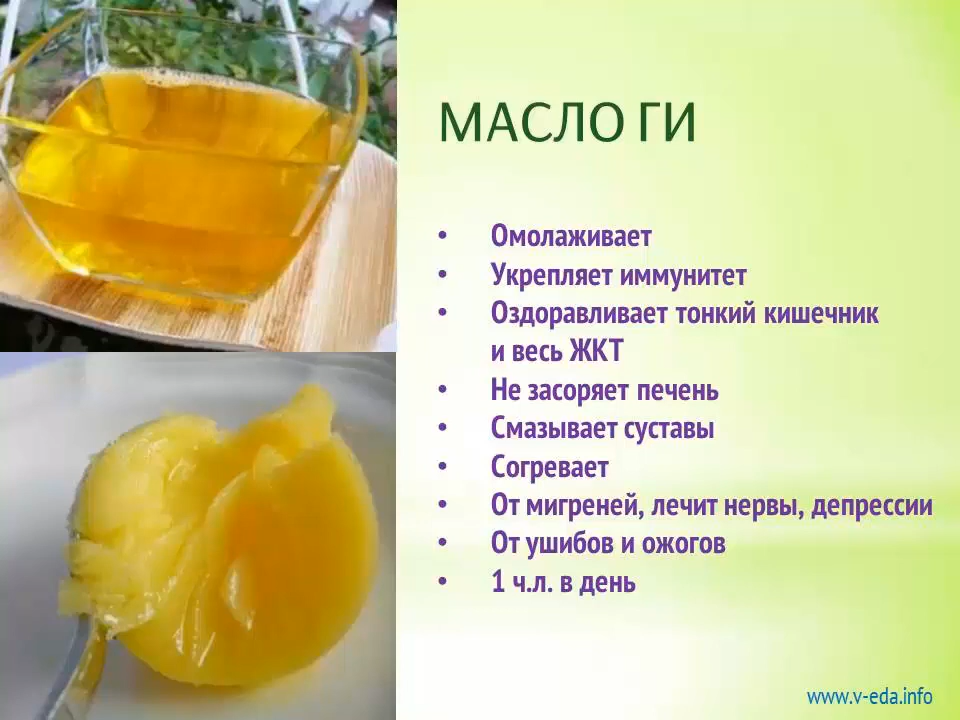 МАСЛО ГИ
• Омолаживает
• Укрепляет иммунитет
• Оздоравливает тонкий кишечник
и весь ЖКТ
• Не засоряет печень
• Смазывает суставы
• Согревает
• От мигреней, лечит нервы, депрессии
• От ушибов и ожогов
• 1 ч.л. в день
www.v-eda.info